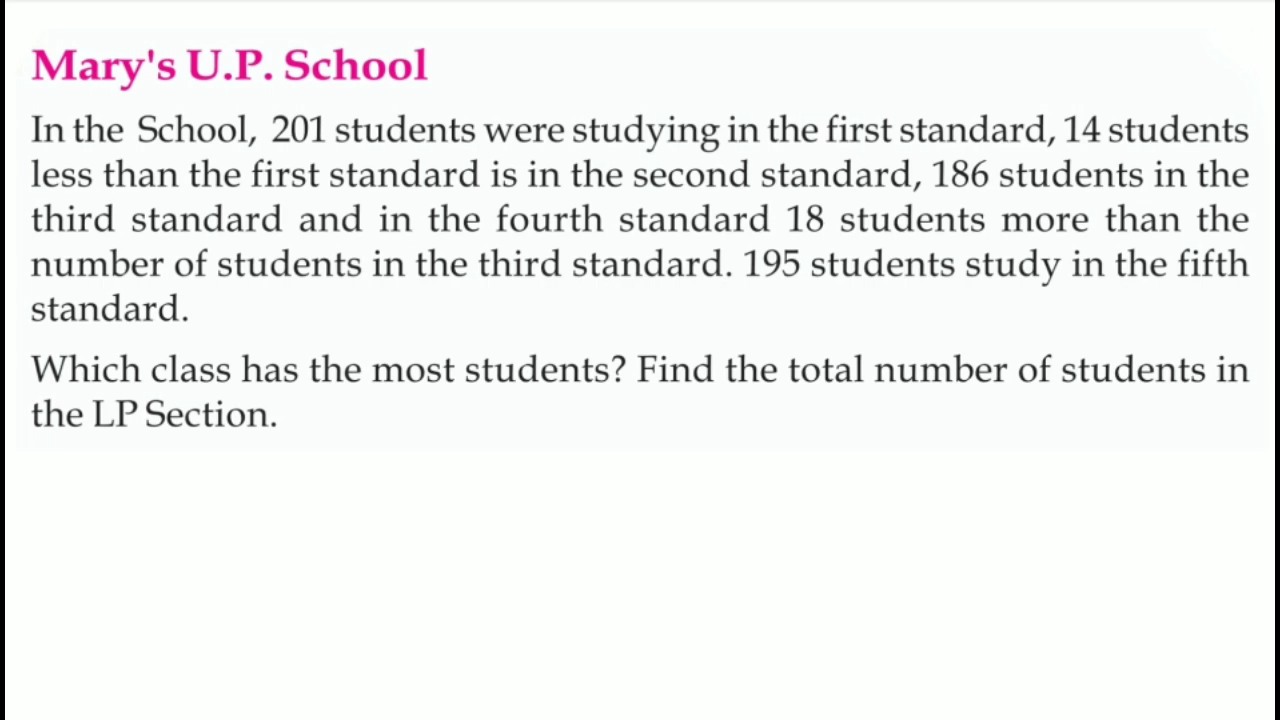 Mary's U.P. School
In the School, 201 students were studying in the first standard, 14 students
less than the first standard is in the second standard, 186 students in the
third standard and in the fourth standard 18 students more than the
number of students in the third standard. 195 students study in the fifth
standard.
Which class has the most students? Find the total number of students in
the LP Section.